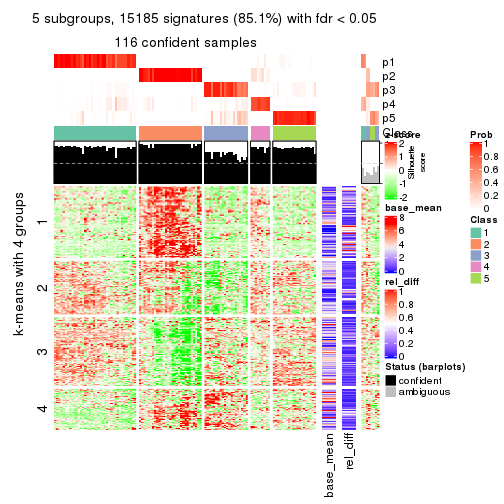 5 subgroups, 15185 signatures (85.1%) with fdr < 0.05
116 confident samples
p1
p2
p3
p4
p5
Class
z-score
2
1
0
-1
-2
Silhouette
score
Prob
1
0.8
0.6
0.4
0.2
0
k-means with 4 groups
1
2
3
4
base_mean
8
6
4
2
0
Class
1
2
3
4
5
rel_diff
1
0.8
0.6
0.4
0.2
0
Status (barplots)
confident
ambiguous
base_mean
rel_diff